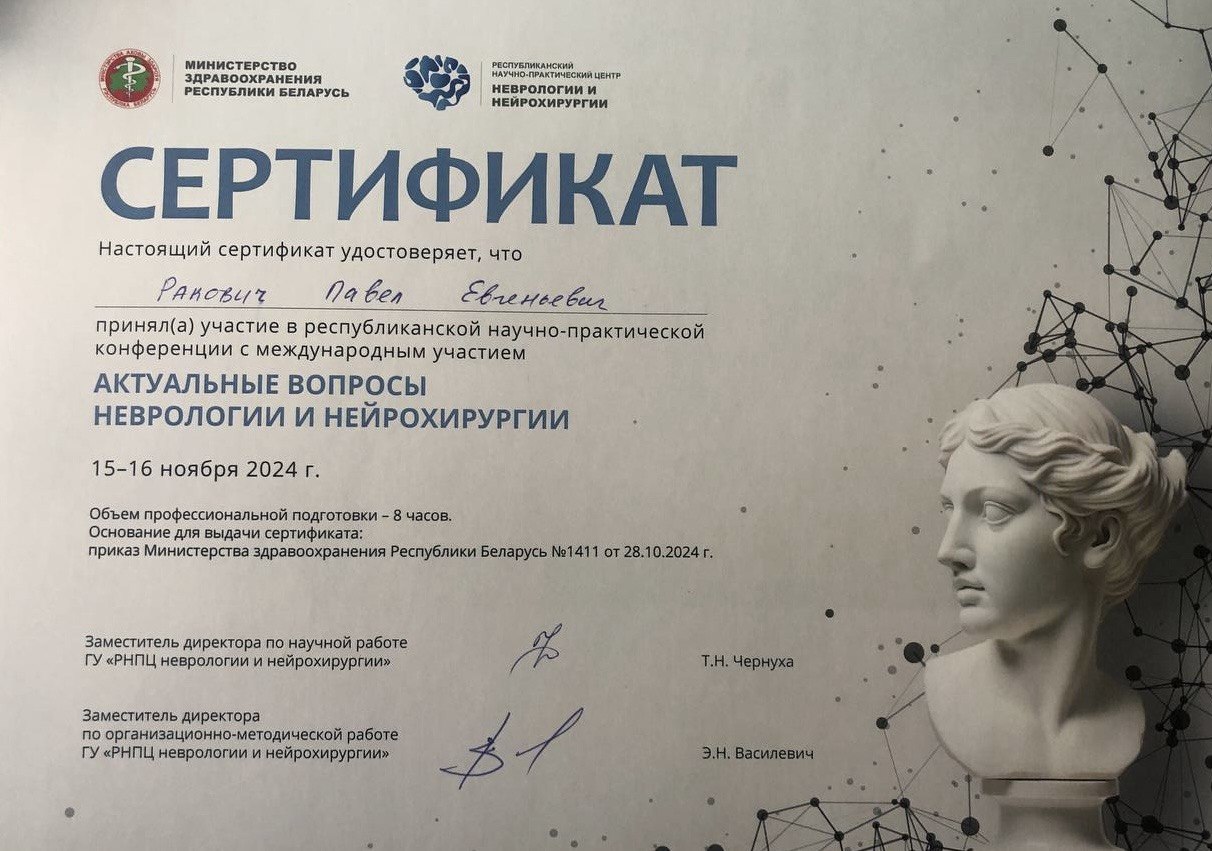 МИНИСТЕРСТВО
ЗДРАВООХРАНЕНИЯ
РЕСПУБЛИКИ БЕЛАРУСЬ
РЕСПУБЛИКАНСКИЙ
НАУЧНО-ПРАКТИЧЕСКИЙ ЦЕНТР
НЕВРОЛОГИИ И
НЕЙРОХИРУРГИИ
СЕРТИФИКАТ
Настоящий сертификат удостоверяет, что
Ракович Павел Евгеньевич
принял(а) участие в республиканской научно-практической
конференции с международным участием
АКТУАЛЬНЫЕ ВОПРОСЫ
НЕВРОЛОГИИ И НЕЙРОХИРУРГИИ
15–16 ноября 2024 г.
Объем профессиональной подготовки – 8 часов.
Основание для выдачи сертификата:
приказ Министерства здравоохранения Республики Беларусь №1411 от 28.10.2024 г.
Заместитель директора по научной работе
ГУ «РНПЦ неврологии и нейрохирургии»
Т.Н. Чернуха
Заместитель директора
по организационно-методической работе
ГУ «РНПЦ неврологии и нейрохирургии»
Э.Н. Василевич